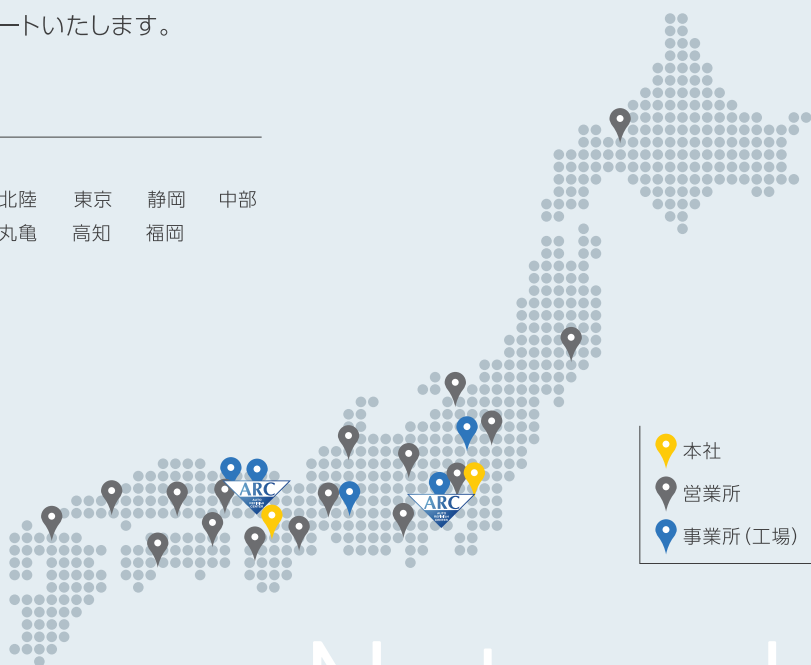 ートいたします。
北陸 東京 静岡 中部
丸亀 高知 福岡
ARC
ARC
本社
営業所
事業所（工場）